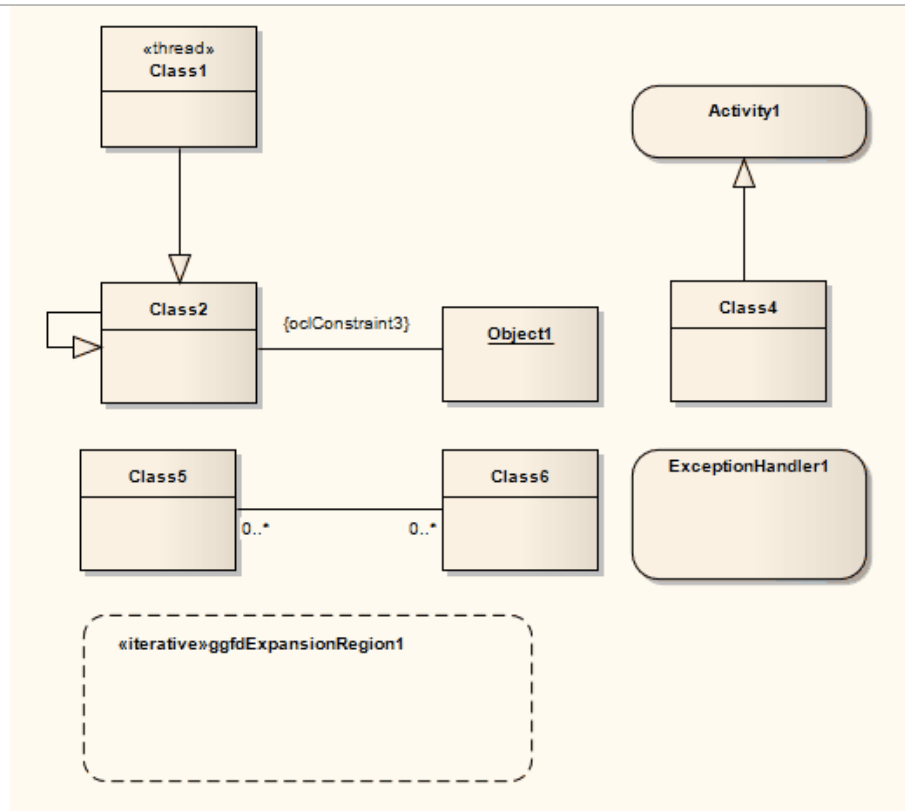 «thread»
Class1
Activity1
Class2
{oclConstraint3}
Object1
Class4
Class5
Class6
ExceptionHandler1
0..*
0..*
«iterative»ggfdExpansionRegion1